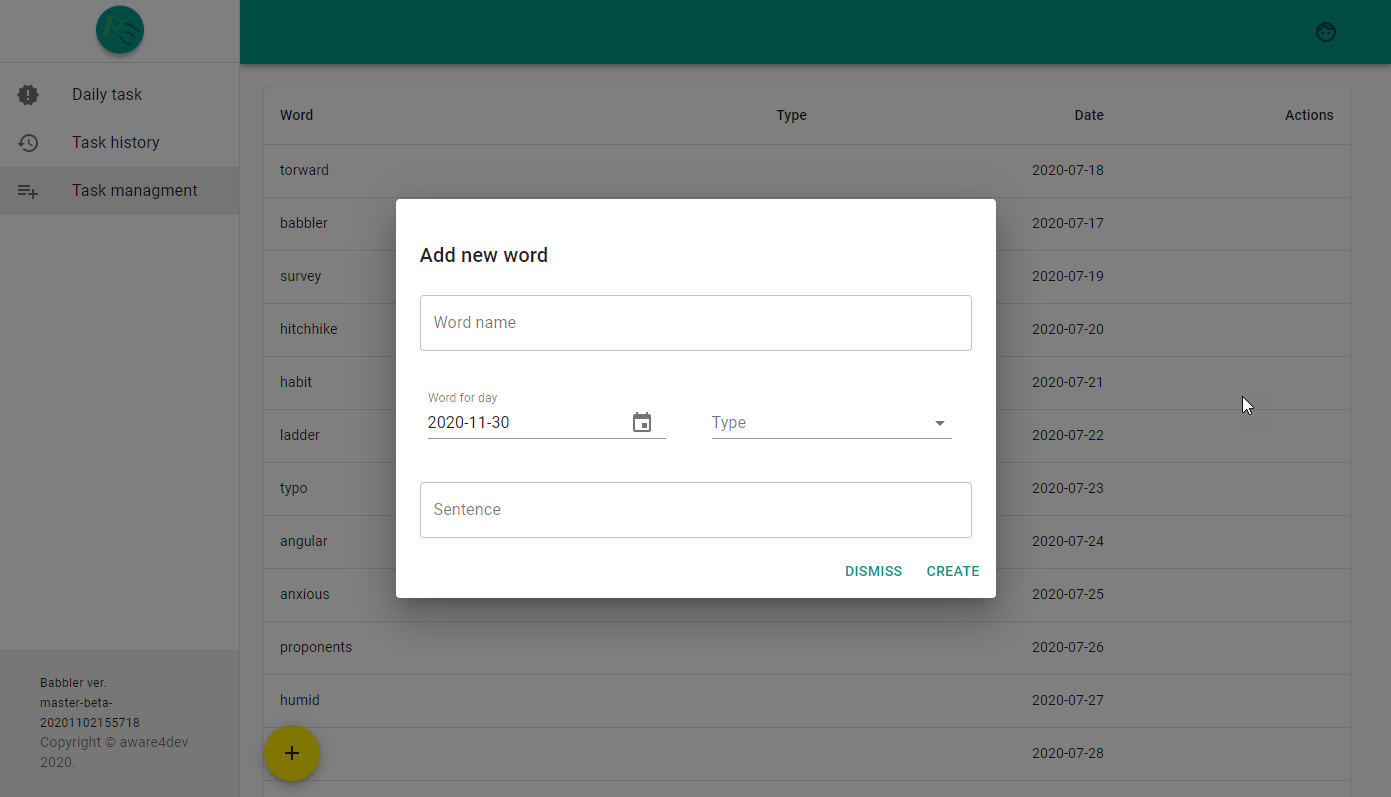 Daily task
Task history
Task managment
Babbler ver.
master-beta-
20201102155718
Copyright © aware4dev
2020.
Word Type Date Actions
torward 2020-07-18
babbler 2020-07-17
survey 2020-07-19
hitchhike 2020-07-20
habit 2020-07-21
ladder 2020-07-22
typo 2020-07-23
angular 2020-07-24
anxious 2020-07-25
proponents 2020-07-26
humid 2020-07-27
2020-07-28
Add new word
Word name
Word for day
2020-11-30
Type
Sentence
DISMISS CREATE